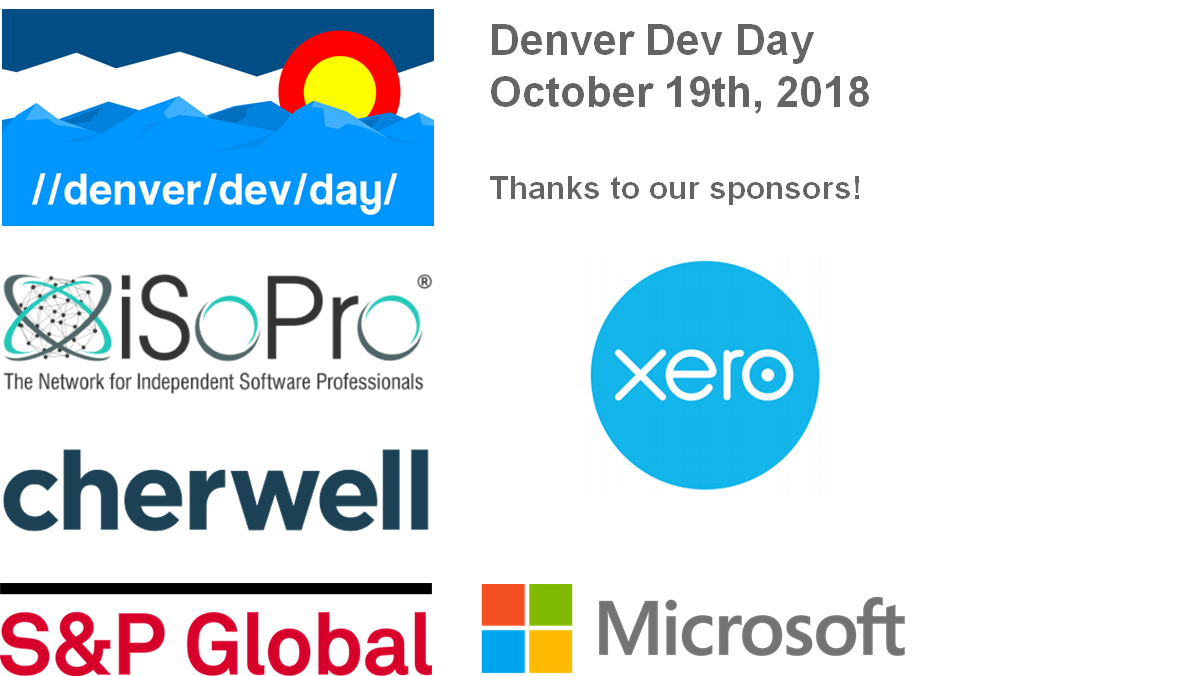 //denver/dev/day/
Denver Dev Day
October 19th, 2018
Thanks to our sponsors!
iSoPro®
The Network for Independent Software Professionals
xero
cherwell
S&P Global
Microsoft